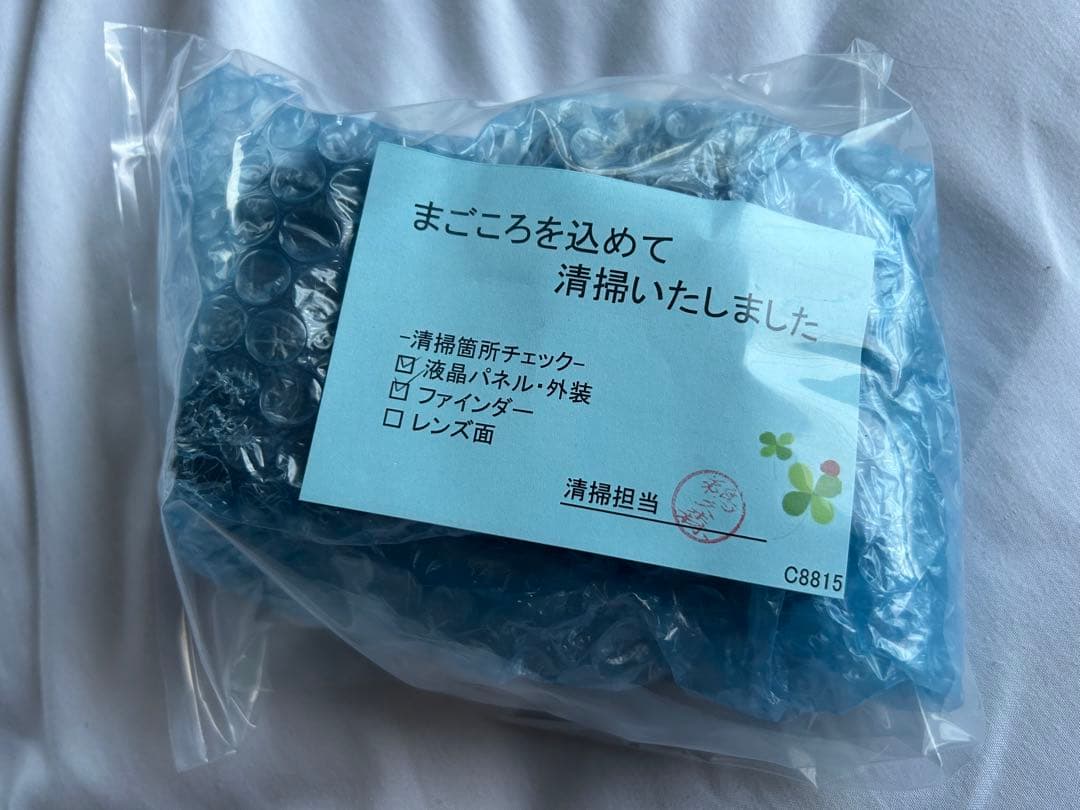 まごころを込めて
清掃いたしました
-清掃箇所チェック-
☑ 液晶パネル・外装
☑ ファインダー
☐ レンズ面
清掃担当
C8815